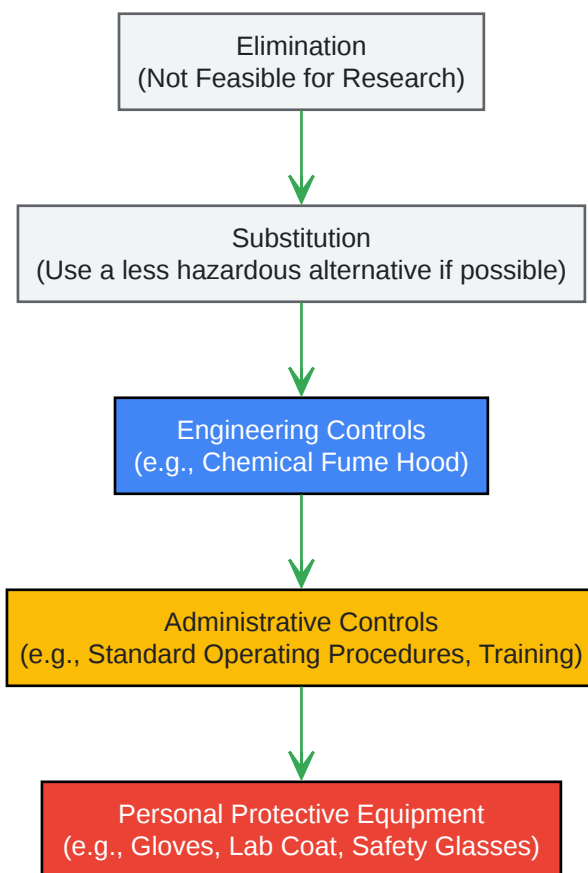 Elimination
(Not Feasible for Research)
Substitution
(Use a less hazardous alternative if possible)
Engineering Controls
(e.g., Chemical Fume Hood)
Administrative Controls
(e.g., Standard Operating Procedures, Training)
Personal Protective Equipment
(e.g., Gloves, Lab Coat, Safety Glasses)